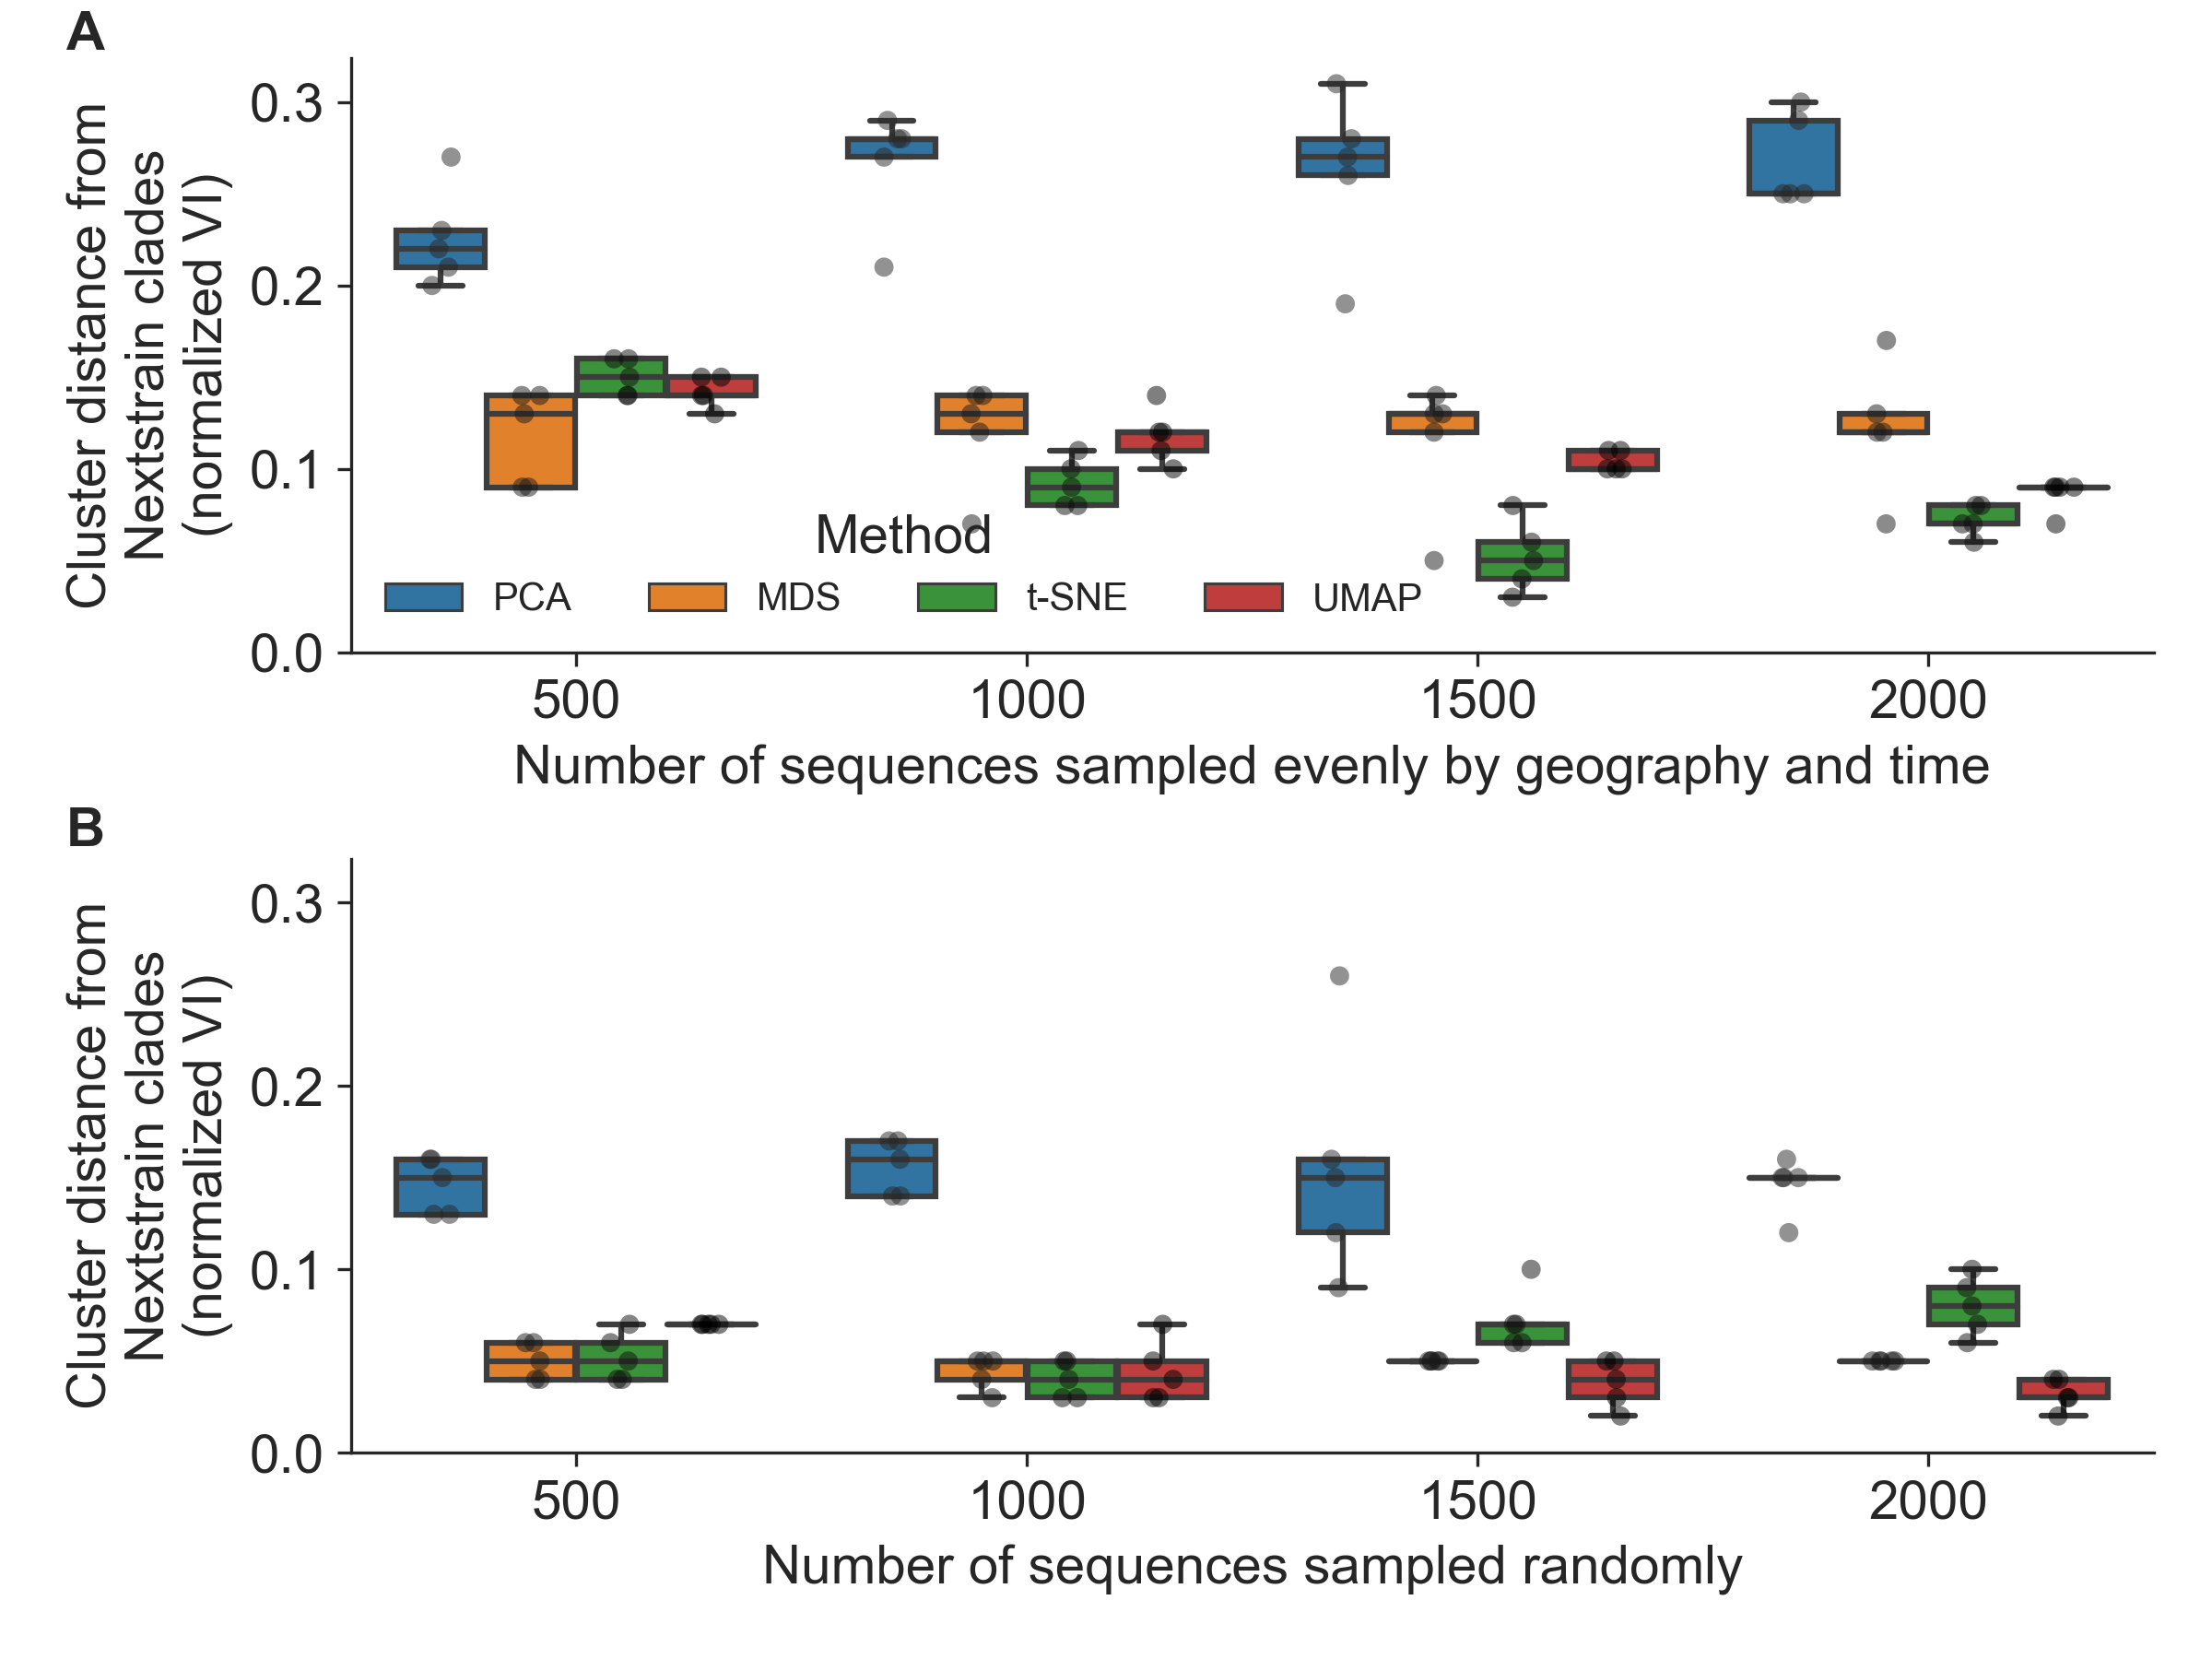 A
Cluster distance from
Nextstrain clades
(normalized VI)
0.3
0.2
0.1
0.0
Method
PCA MDS t-SNE UMAP
500 1000 1500 2000
Number of sequences sampled evenly by geography and time
B
Cluster distance from
Nextstrain clades
(normalized VI)
0.3
0.2
0.1
0.0
500 1000 1500 2000
Number of sequences sampled randomly